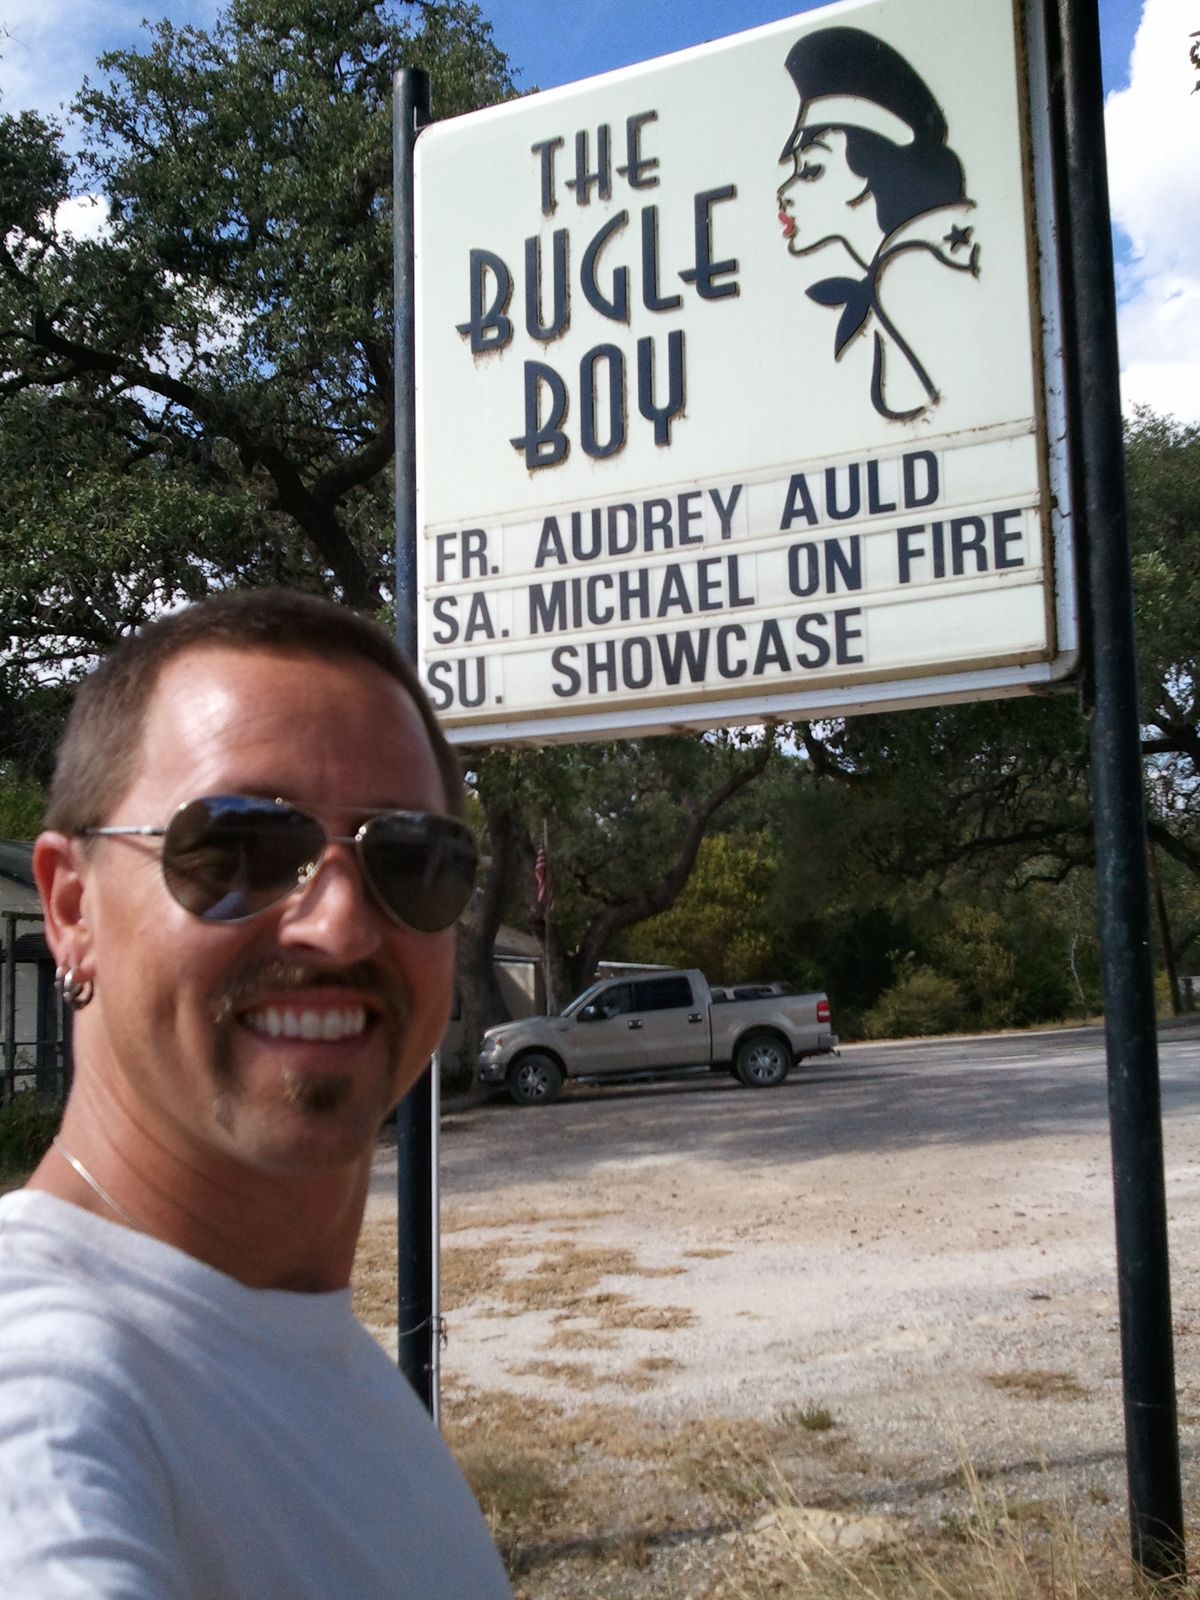 THE
BUGLE
BOY
FR. AUDREY AULD
SA. MICHAEL ON FIRE
SU. SHOWCASE